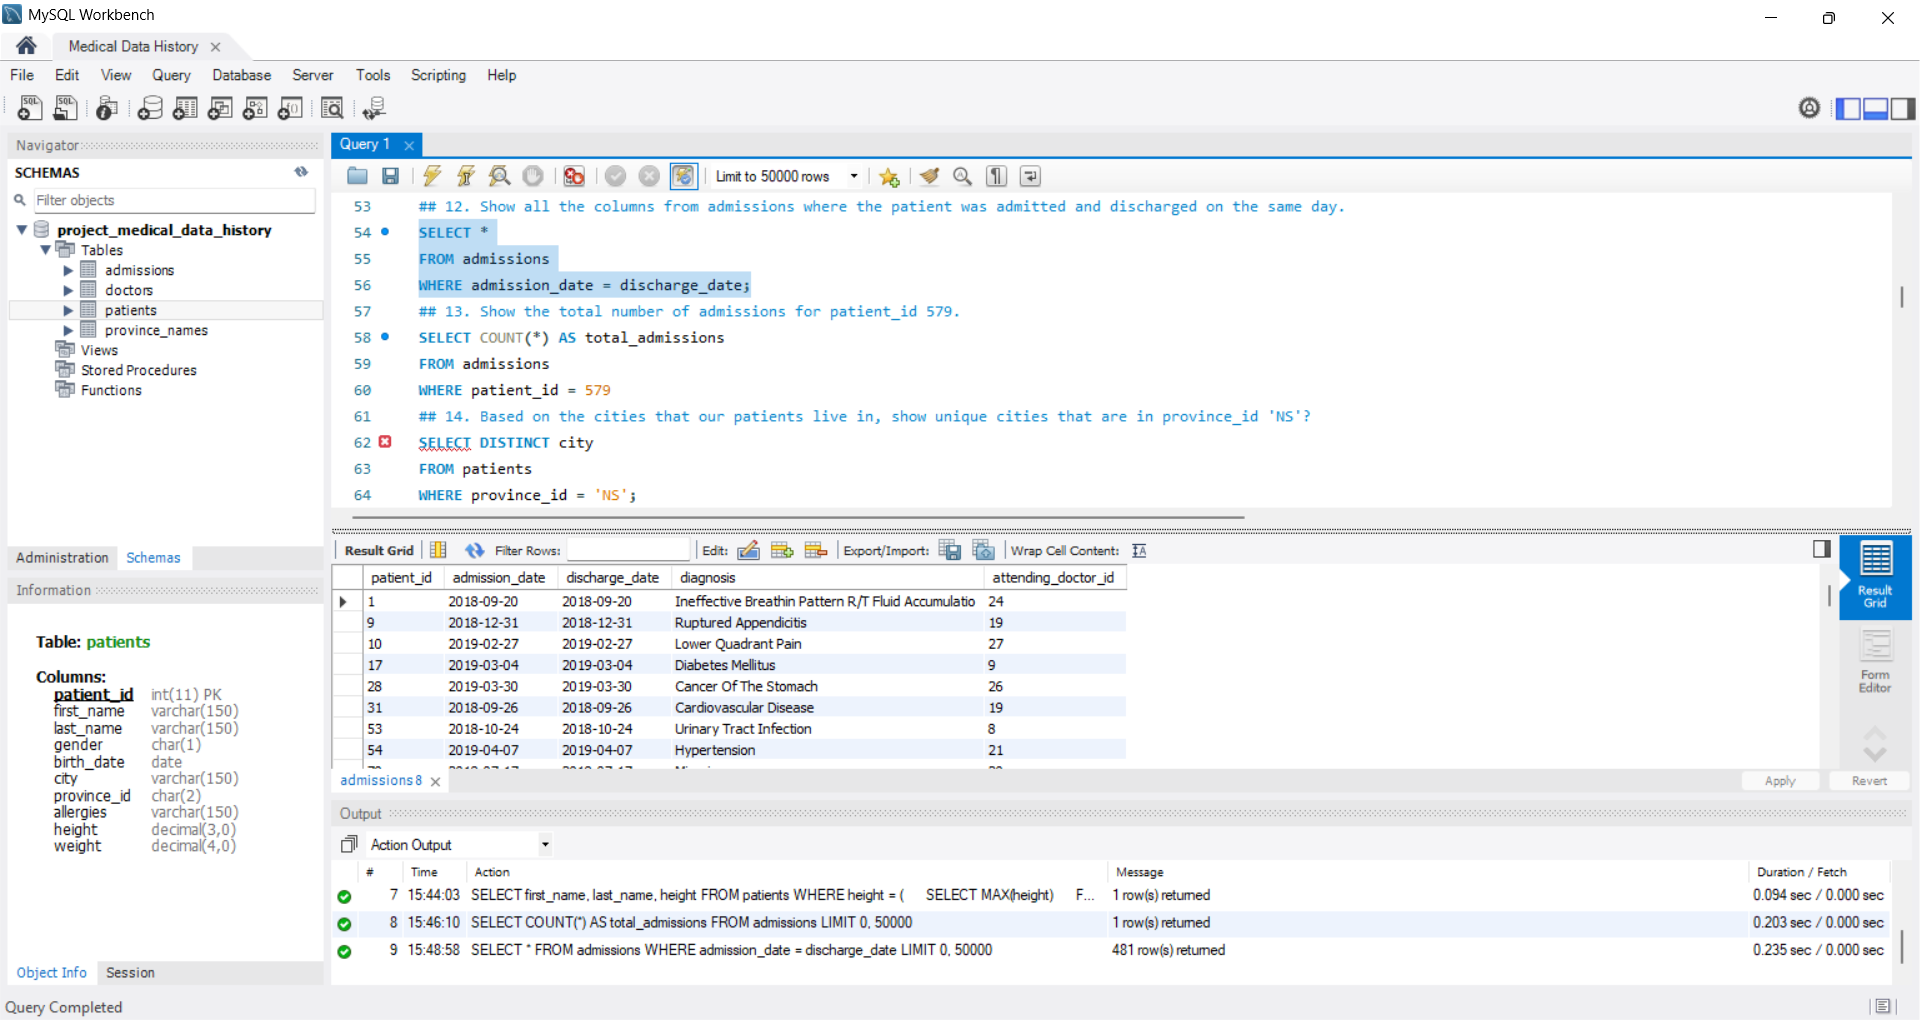 MySQL Workbench
Medical Data History
File Edit View Query Database Server Tools Scripting Help
Navigator
SCHEMAS
Filter objects
project_medical_data_history
Tables
admissions
doctors
patients
province_names
Views
Stored Procedures
Functions
Administration Schemas
Information
Table: patients
Columns:
patient_id int(11) PK
first_name varchar(150)
last_name varchar(150)
gender char(1)
birth_date date
city varchar(150)
province_id char(2)
allergies varchar(150)
height decimal(3,0)
weight decimal(4,0)
Object Info Session
Query 1
Limit to 50000 rows
53 ## 12. Show all the columns from admissions where the patient was admitted and discharged on the same day.
54 SELECT *
55 FROM admissions
56 WHERE admission_date = discharge_date;
57 ## 13. Show the total number of admissions for patient_id 579.
58 SELECT COUNT(*) AS total_admissions
59 FROM admissions
60 WHERE patient_id = 579
61 ## 14. Based on the cities that our patients live in, show unique cities that are in province_id 'NS'?
62 SELECT DISTINCT city
63 FROM patients
64 WHERE province_id = 'NS';
Result Grid Filter Rows: Edit: Export/Import: Wrap Cell Content:
patient_id admission_date discharge_date diagnosis attending_doctor_id
1 2018-09-20 2018-09-20 Ineffective Breathin Pattern R/T Fluid Accumulatio 24
9 2018-12-31 2018-12-31 Ruptured Appendicitis 19
10 2019-02-27 2019-02-27 Lower Quadrant Pain 27
17 2019-03-04 2019-03-04 Diabetes Mellitus 9
28 2019-03-30 2019-03-30 Cancer Of The Stomach 26
31 2018-09-26 2018-09-26 Cardiovascular Disease 19
53 2018-10-24 2018-10-24 Urinary Tract Infection 8
54 2019-04-07 2019-04-07 Hypertension 21
Result Grid
Form Editor
admissions 8
Apply Revert
Output
Action Output
# Time Action Message Duration / Fetch
7 15:44:03 SELECT first_name, last_name, height FROM patients WHERE height = ( SELECT MAX(height) F... 1 row(s) returned 0.094 sec / 0.000 sec
8 15:46:10 SELECT COUNT(*) AS total_admissions FROM admissions LIMIT 0, 50000 1 row(s) returned 0.203 sec / 0.000 sec
9 15:48:58 SELECT * FROM admissions WHERE admission_date = discharge_date LIMIT 0, 50000 481 row(s) returned 0.235 sec / 0.000 sec
Query Completed